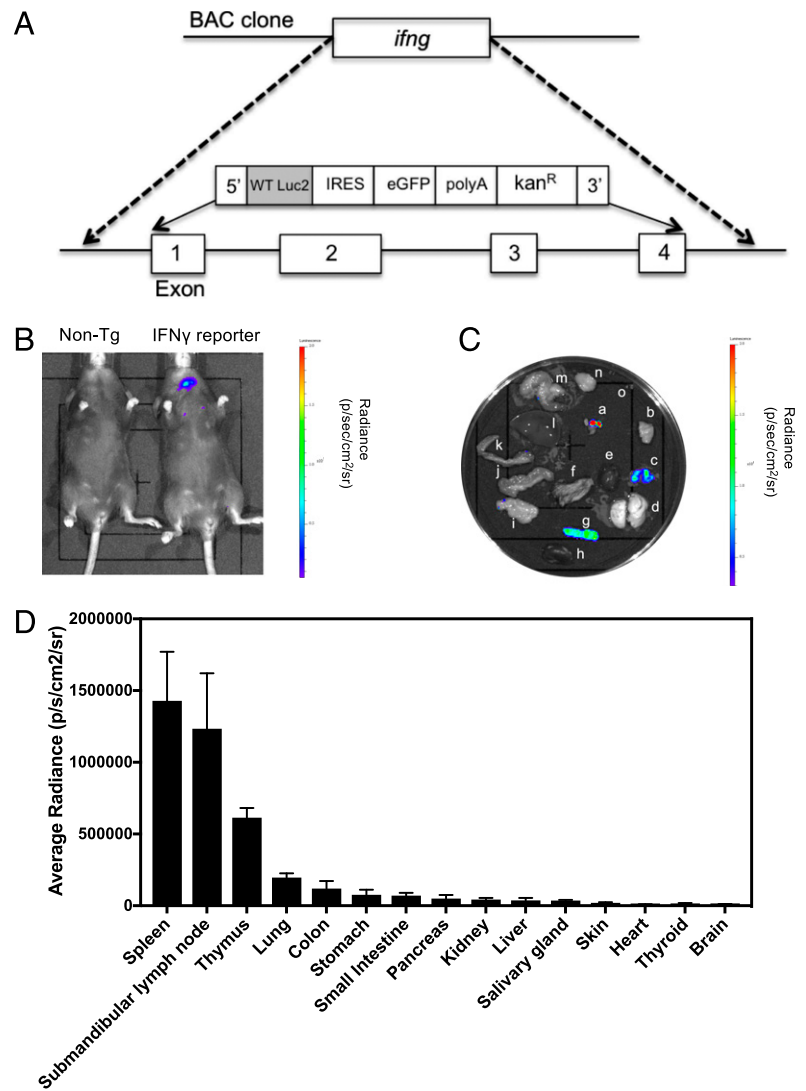 A
BAC clone
ifng
5’ WT Luc2 IRES eGFP polyA kanR 3’
1 2 3 4
Exon
B
Non-Tg IFNγ reporter
Radiance
(p/sec/cm2/sr)
C
m
n
o
a
b
l
k
e
c
j
f
d
i
g
h
Radiance
(p/sec/cm2/sr)
D
Average Radiance (p/s/cm2/sr)
2000000
1500000
1000000
500000
0
Spleen
Submandibular lymph node
Thymus
Lung
Colon
Stomach
Small Intestine
Pancreas
Kidney
Liver
Salivary gland
Skin
Heart
Thyroid
Brain